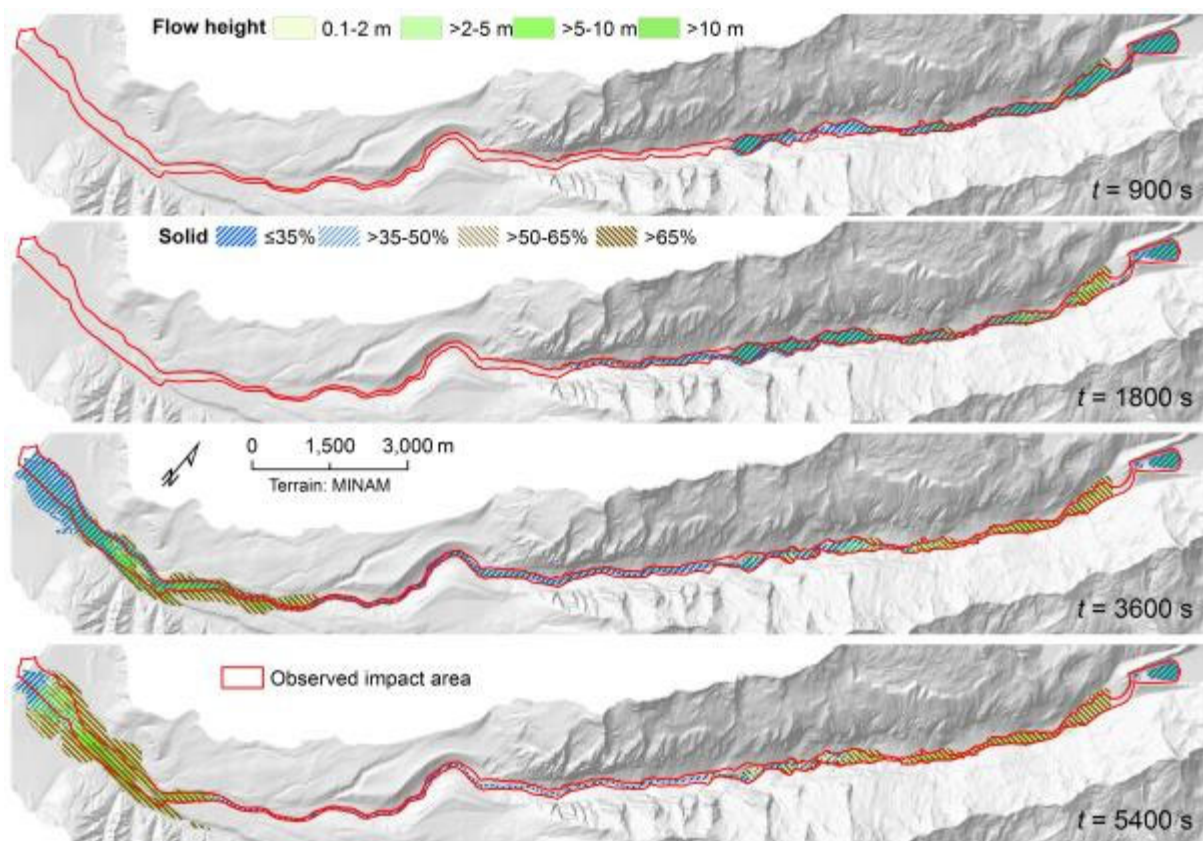 Flow height 0.1-2 m >2-5 m >5-10 m >10 m
t = 900 s
Solid ≤35% >35-50% >50-65% >65%
t = 1800 s
0 1,500 3,000 m
Terrain: MINAM
N
t = 3600 s
Observed impact area
t = 5400 s